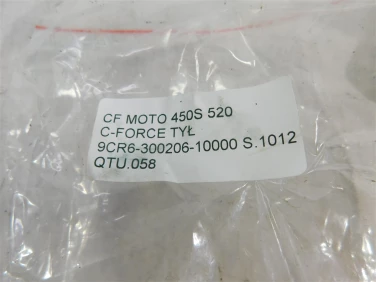 CF MOTO 450S 520
C-FORCE TYŁ
9CR6-300206-10000 S.1012
QTU.058